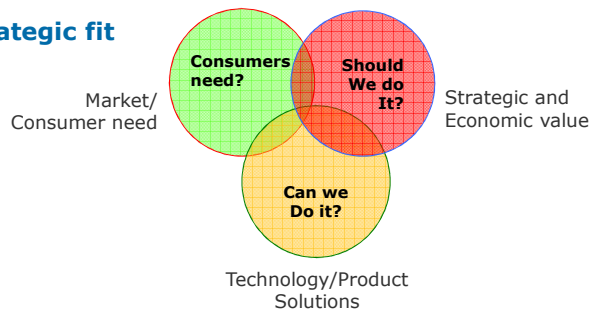 ategic fit
Consumers
need?
Should
We do
It?
Market/
Consumer need
Strategic and
Economic value
Can we
Do it?
Technology/Product
Solutions